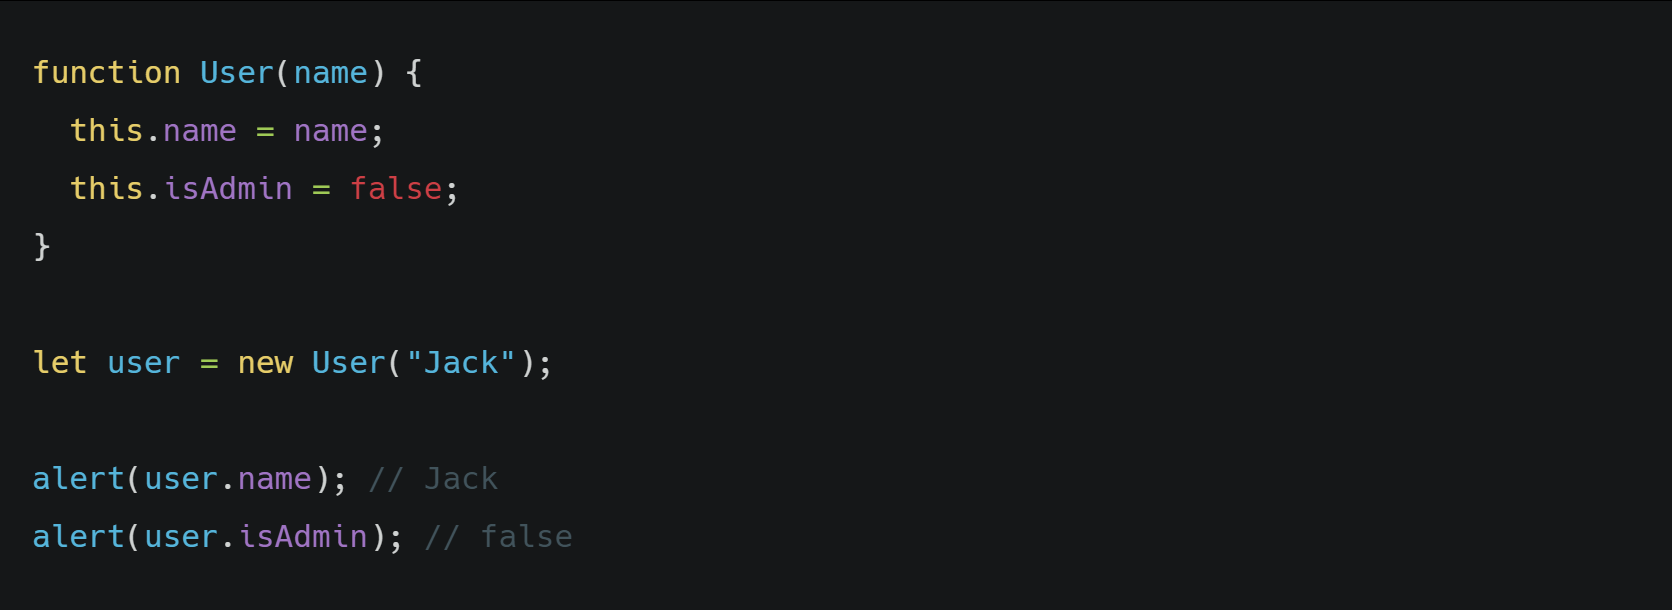 function User(name) {
  this.name = name;
  this.isAdmin = false;
}
let user = new User("Jack");
alert(user.name); // Jack
alert(user.isAdmin); // false